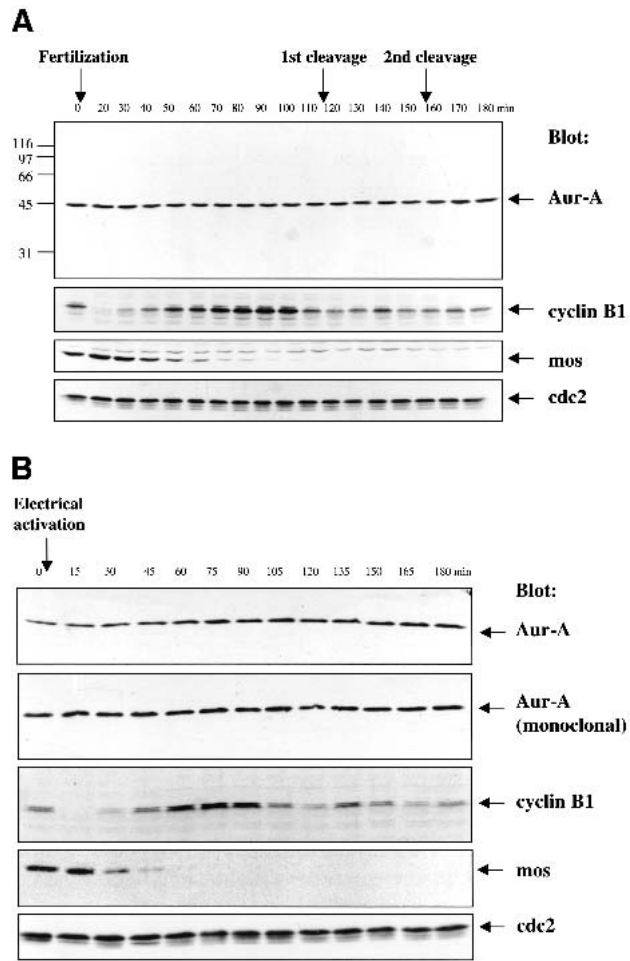 A
Fertilization 1st cleavage 2nd cleavage
0 20 30 40 50 60 70 80 90 100 110 120 130 140 150 160 170 180 min
116
97
66
45
31
Blot:
Aur-A
cyclin B1
mos
cdc2
B
Electrical
activation
0 15 30 45 60 75 90 105 120 135 150 165 180 min
Blot:
Aur-A
Aur-A
(monoclonal)
cyclin B1
mos
cdc2